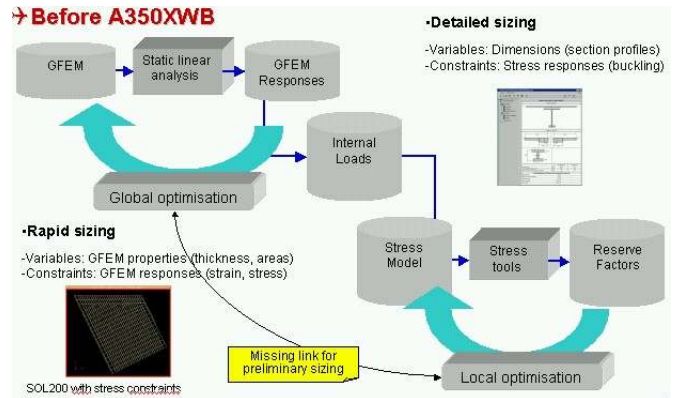 Before A350XWB
GFEM
Static linear
analysis
GFEM
Responses
Internal
Loads
Global optimisation
•Detailed sizing
-Variables: Dimensions (section profiles)
-Constraints: Stress responses (buckling)
•Rapid sizing
-Variables: GFEM properties (thickness, areas)
-Constraints: GFEM responses (strain, stress)
SOL200 with stress constraints
Stress
Model
Stress
tools
Reserve
Factors
Missing link for
preliminary sizing
Local optimisation